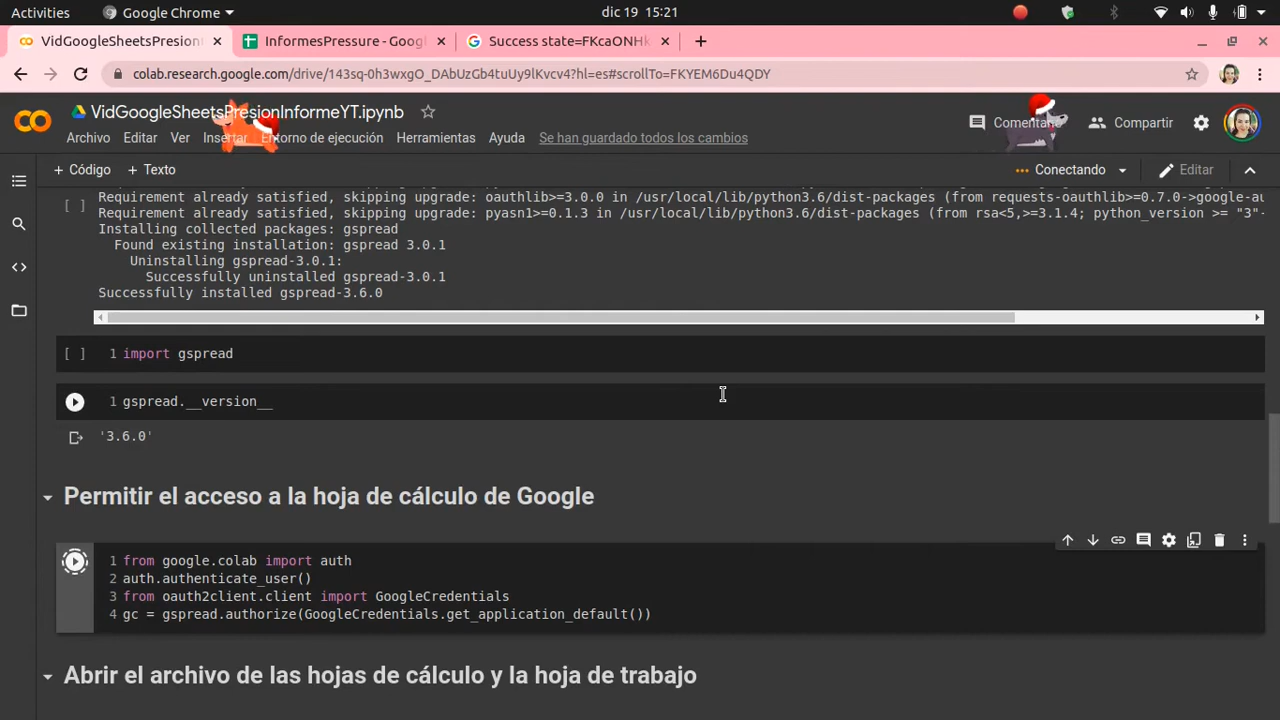 Activities
Google Chrome
dic 19 15:21
VidGoogleSheetsPresionI
InformesPressure - Goog
Success state=FKcaONHk
colab.research.google.com/drive/143sq-0h3wxgO_DAbUzGb4tuUy9lKvcv4?hl=es#scrollTo=FKYEM6Du4QDY
VidGoogleSheetsPresionInformeYT.ipynb
Comentario
Compartir
Archivo Editar Ver Insertar Entorno de ejecución Herramientas Ayuda Se han guardado todos los cambios
+ Código + Texto
Conectando
Editar
Requirement already satisfied, skipping upgrade: oauthlib>=3.0.0 in /usr/local/lib/python3.6/dist-packages (from requests-oauthlib>=0.7.0->google-au
[ ]
Requirement already satisfied, skipping upgrade: pyasn1>=0.1.3 in /usr/local/lib/python3.6/dist-packages (from rsa<5,>=3.1.4; python_version >= "3"-
Installing collected packages: gspread
Found existing installation: gspread 3.0.1
Uninstalling gspread-3.0.1:
Successfully uninstalled gspread-3.0.1
Successfully installed gspread-3.6.0
[ ] 1 import gspread
1 gspread.__version__
'3.6.0'
Permitir el acceso a la hoja de cálculo de Google
1 from google.colab import auth
2 auth.authenticate_user()
3 from oauth2client.client import GoogleCredentials
4 gc = gspread.authorize(GoogleCredentials.get_application_default())
Abrir el archivo de las hojas de cálculo y la hoja de trabajo